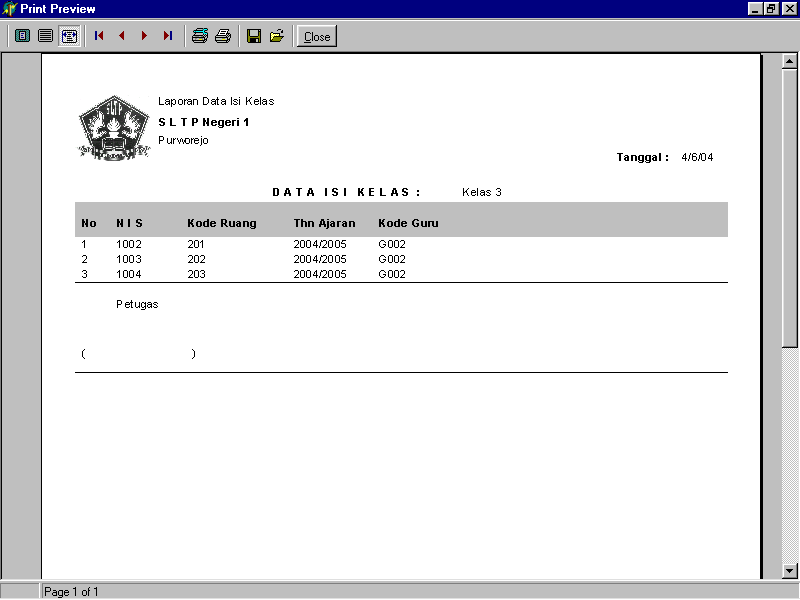 Print Preview
Close
SLTP
Laporan Data Isi Kelas
S L T P Negeri 1
Purworejo
Tanggal : 4/6/04
D A T A  I S I  K E L A S : Kelas 3
No N I S Kode Ruang Thn Ajaran Kode Guru
1 1002 201 2004/2005 G002
2 1003 202 2004/2005 G002
3 1004 203 2004/2005 G002
Petugas
( )
Page 1 of 1